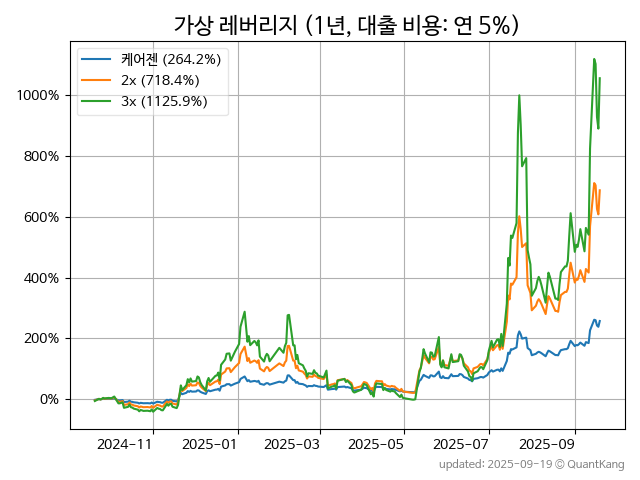 가상 레버리지 (1년, 대출 비용: 연 5%)
케어젠 (264.2%)
2x (718.4%)
3x (1125.9%)
1000%
800%
600%
400%
200%
0%
2024-11
2025-01
2025-03
2025-05
2025-07
2025-09
updated: 2025-09-19 © QuantKang